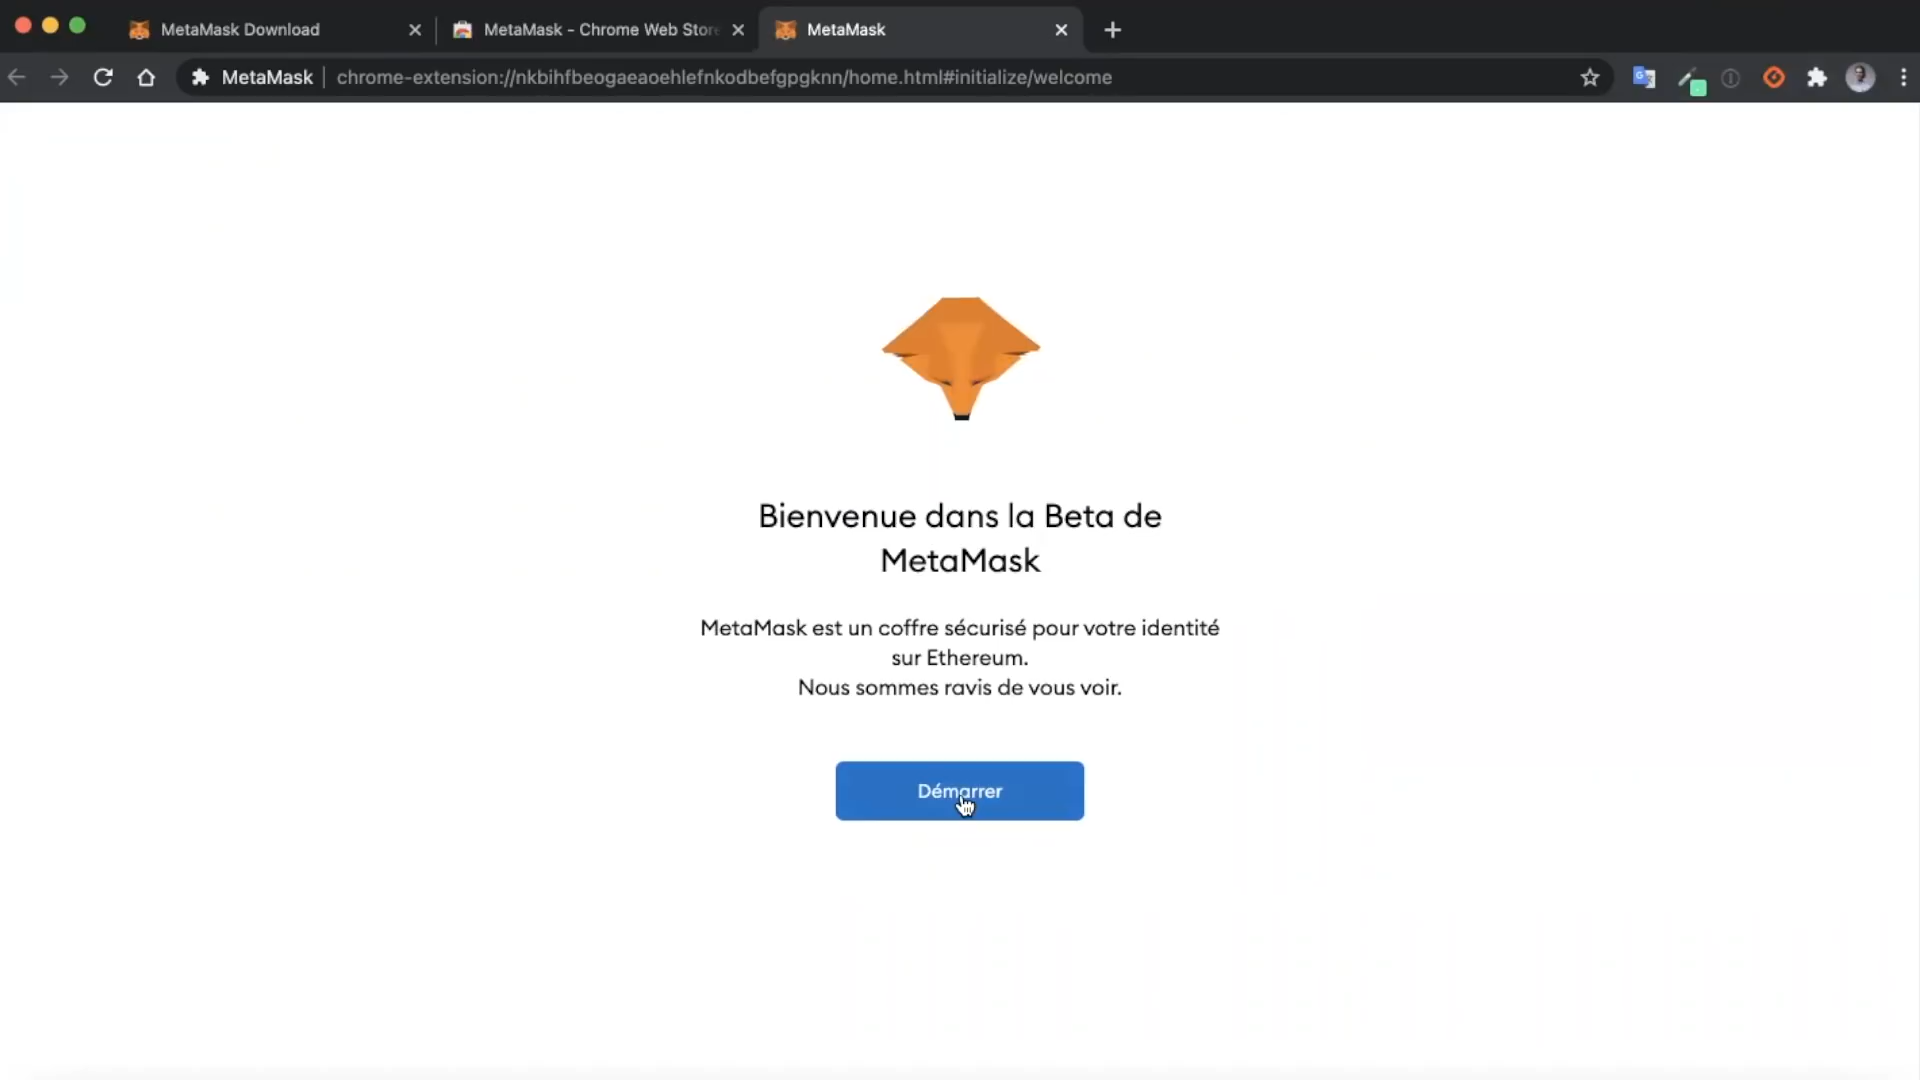 MetaMask Download
MetaMask - Chrome Web Store
MetaMask
MetaMask
chrome-extension://nkbihfbeogaeaoehlefnkodbefgpgknn/home.html#initialize/welcome
Bienvenue dans la Beta de
MetaMask
MetaMask est un coffre sécurisé pour votre identité
sur Ethereum.
Nous sommes ravis de vous voir.
Démarrer